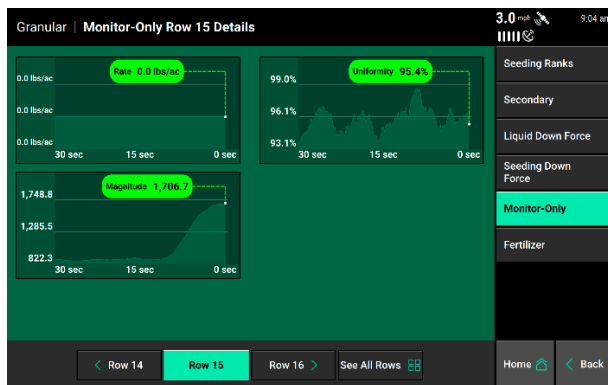 Granular | Monitor-Only Row 15 Details
3.0 mph
9:04 am
Rate 0.0 lbs/ac
0.0 lbs/ac
0.0 lbs/ac
0.0 lbs/ac
30 sec 15 sec 0 sec
Uniformity 95.4%
99.0%
96.1%
93.1%
30 sec 15 sec 0 sec
Magnitude 1,706.7
1,748.8
1,285.5
822.3
30 sec 15 sec 0 sec
Seeding Ranks
Secondary
Liquid Down Force
Seeding Down
Force
Monitor-Only
Fertilizer
Row 14
Row 15
Row 16
See All Rows
Home
Back